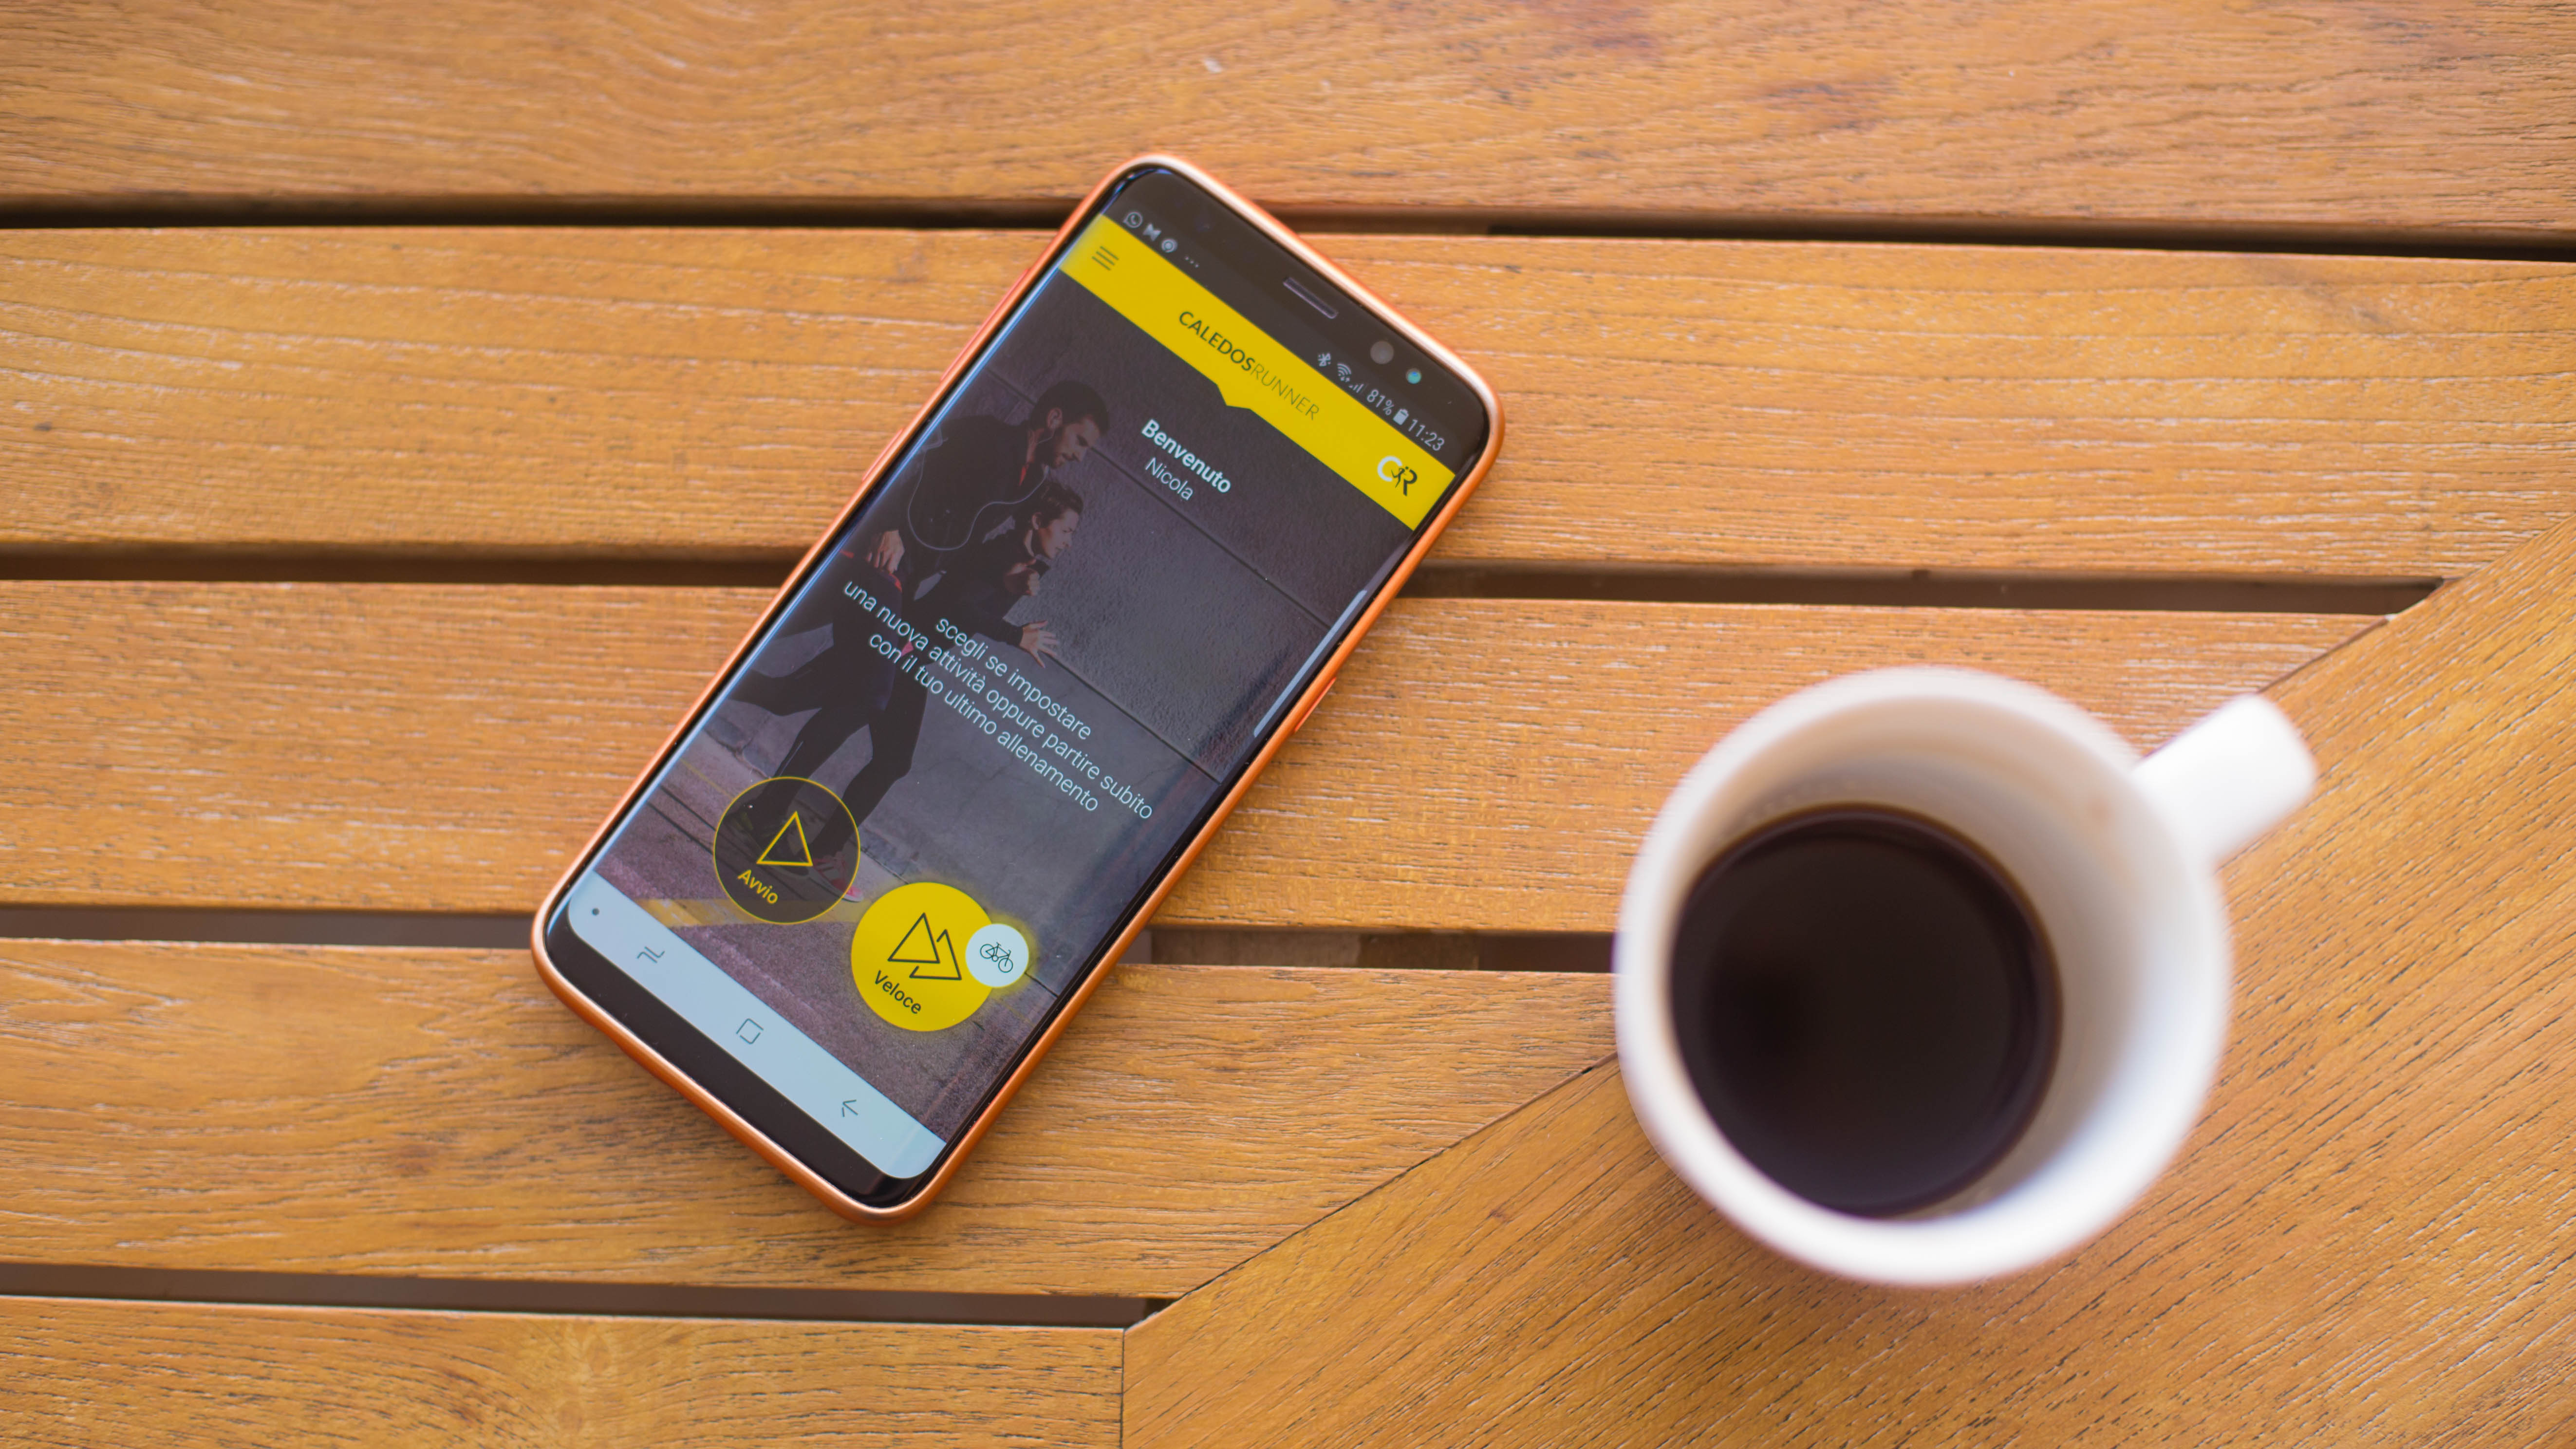 81% 11:23
CALEDOSRUNNER
CR
Benvenuto
Nicola
scegli se impostare
una nuova attività oppure partire subito
con il tuo ultimo allenamento
Avvio
Veloce